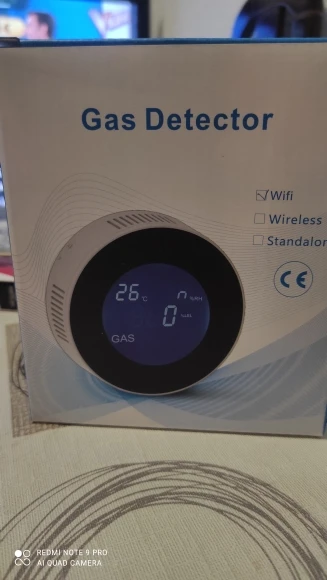 Gas Detector
Wifi
Wireless
Standalon
CE
26 °C
0 %LEL
GAS
REDMI NOTE 9 PRO
AI QUAD CAMERA